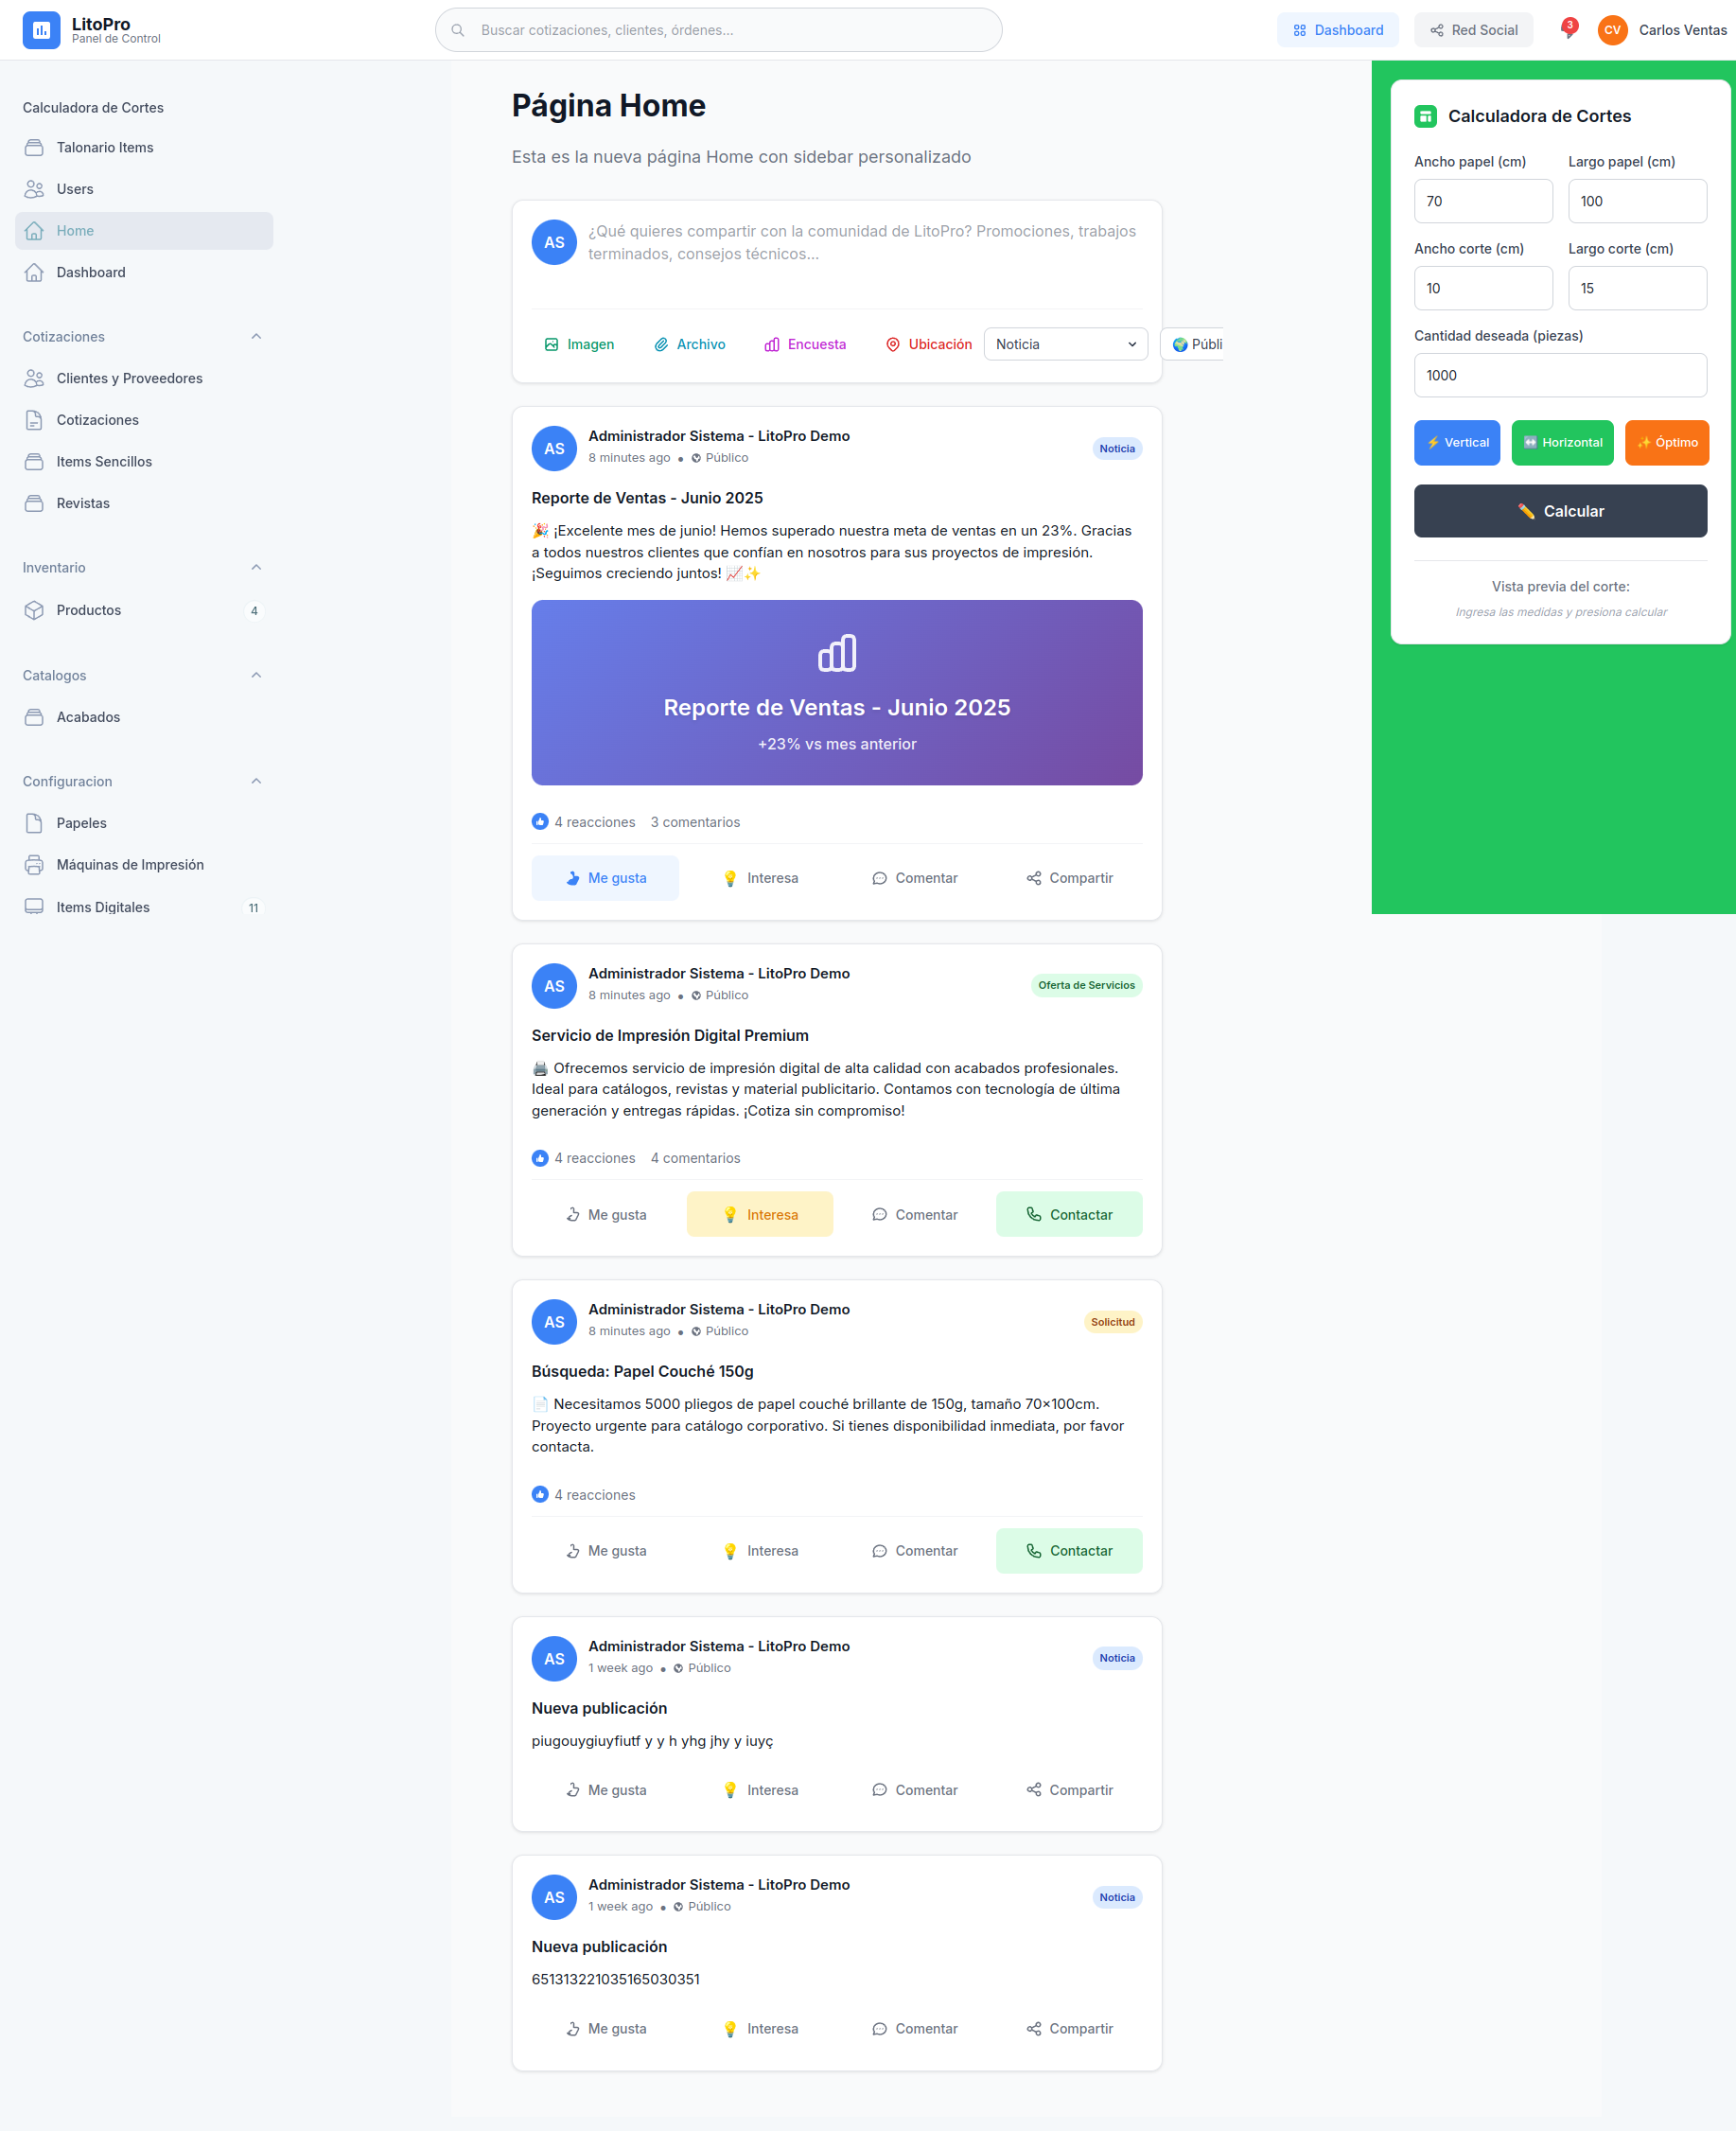 LitoPro
Panel de Control
Buscar cotizaciones, clientes, órdenes...
Dashboard
Red Social
3
CV
Carlos Ventas
Calculadora de Cortes
Talonario Items
Users
Home
Dashboard
Cotizaciones
Clientes y Proveedores
Cotizaciones
Items Sencillos
Revistas
Inventario
Productos
4
Catalogos
Acabados
Configuracion
Papeles
Máquinas de Impresión
Items Digitales
11
Página Home
Esta es la nueva página Home con sidebar personalizado
AS
¿Qué quieres compartir con la comunidad de LitoPro? Promociones, trabajos
terminados, consejos técnicos...
Imagen
Archivo
Encuesta
Ubicación
Noticia
Públi
AS
Administrador Sistema - LitoPro Demo
8 minutes ago • Público
Noticia
Reporte de Ventas - Junio 2025
🎉 ¡Excelente mes de junio! Hemos superado nuestra meta de ventas en un 23%. Gracias
a todos nuestros clientes que confían en nosotros para sus proyectos de impresión.
¡Seguimos creciendo juntos! 📈✨
Reporte de Ventas - Junio 2025
+23% vs mes anterior
4 reacciones 3 comentarios
Me gusta
Interesa
Comentar
Compartir
AS
Administrador Sistema - LitoPro Demo
8 minutes ago • Público
Oferta de Servicios
Servicio de Impresión Digital Premium
🖨️ Ofrecemos servicio de impresión digital de alta calidad con acabados profesionales.
Ideal para catálogos, revistas y material publicitario. Contamos con tecnología de última
generación y entregas rápidas. ¡Cotiza sin compromiso!
4 reacciones 4 comentarios
Me gusta
Interesa
Comentar
Contactar
AS
Administrador Sistema - LitoPro Demo
8 minutes ago • Público
Solicitud
Búsqueda: Papel Couché 150g
📄 Necesitamos 5000 pliegos de papel couché brillante de 150g, tamaño 70x100cm.
Proyecto urgente para catálogo corporativo. Si tienes disponibilidad inmediata, por favor
contacta.
4 reacciones
Me gusta
Interesa
Comentar
Contactar
AS
Administrador Sistema - LitoPro Demo
1 week ago • Público
Noticia
Nueva publicación
piugouygiuyfiutf y y h yhg jhy y iuyç
Me gusta
Interesa
Comentar
Compartir
AS
Administrador Sistema - LitoPro Demo
1 week ago • Público
Noticia
Nueva publicación
651313221035165030351
Me gusta
Interesa
Comentar
Compartir
Calculadora de Cortes
Ancho papel (cm)
Largo papel (cm)
70
100
Ancho corte (cm)
Largo corte (cm)
10
15
Cantidad deseada (piezas)
1000
⚡ Vertical
↔️ Horizontal
✨ Óptimo
✏️ Calcular
Vista previa del corte:
Ingresa las medidas y presiona calcular